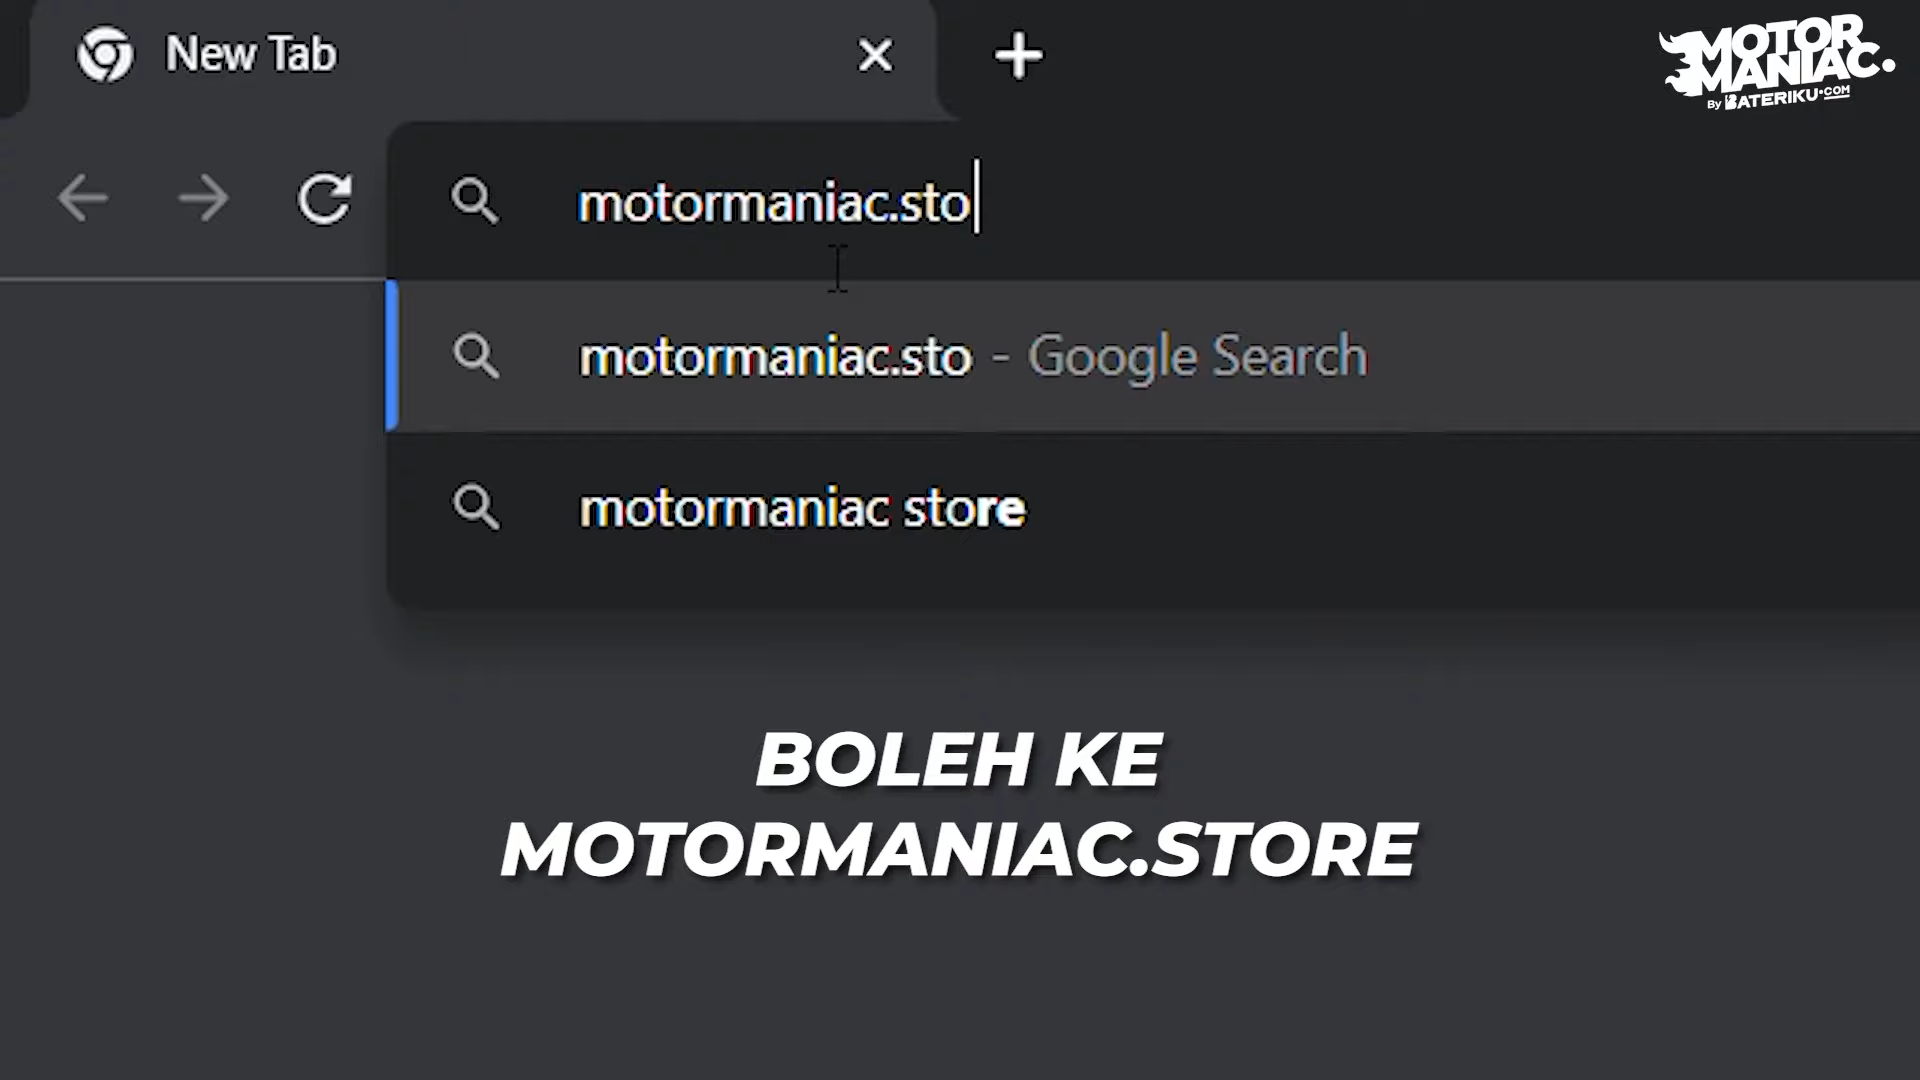 New Tab
MOTOR
MANIAC.
By BATERIKU.COM
motormaniac.sto
motormaniac.sto - Google Search
motormaniac store
BOLEH KE
MOTORMANIAC.STORE